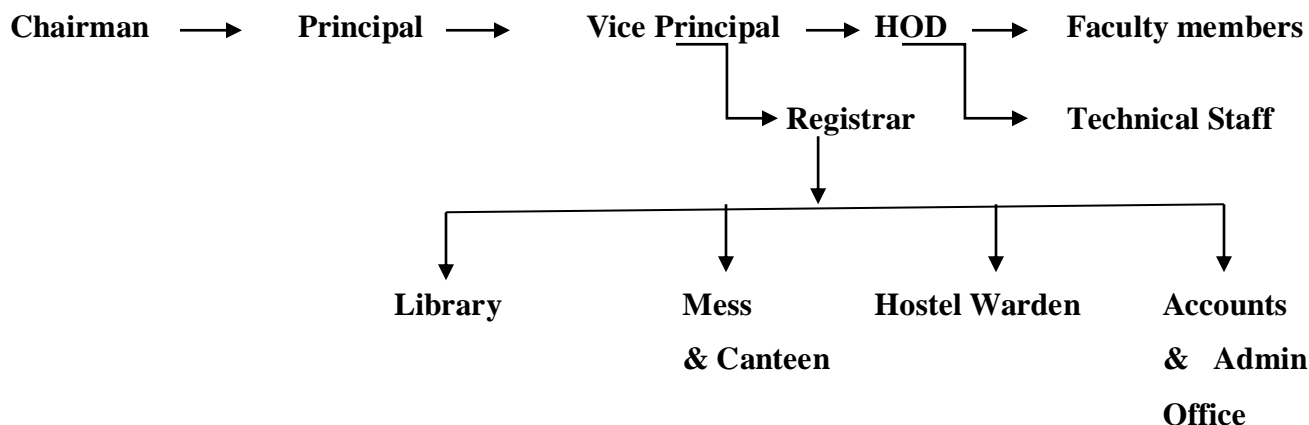 Chairman Principal Vice Principal HOD Faculty members
Registrar Technical Staff
Library Mess Hostel Warden Accounts
& Canteen & Admin
Office